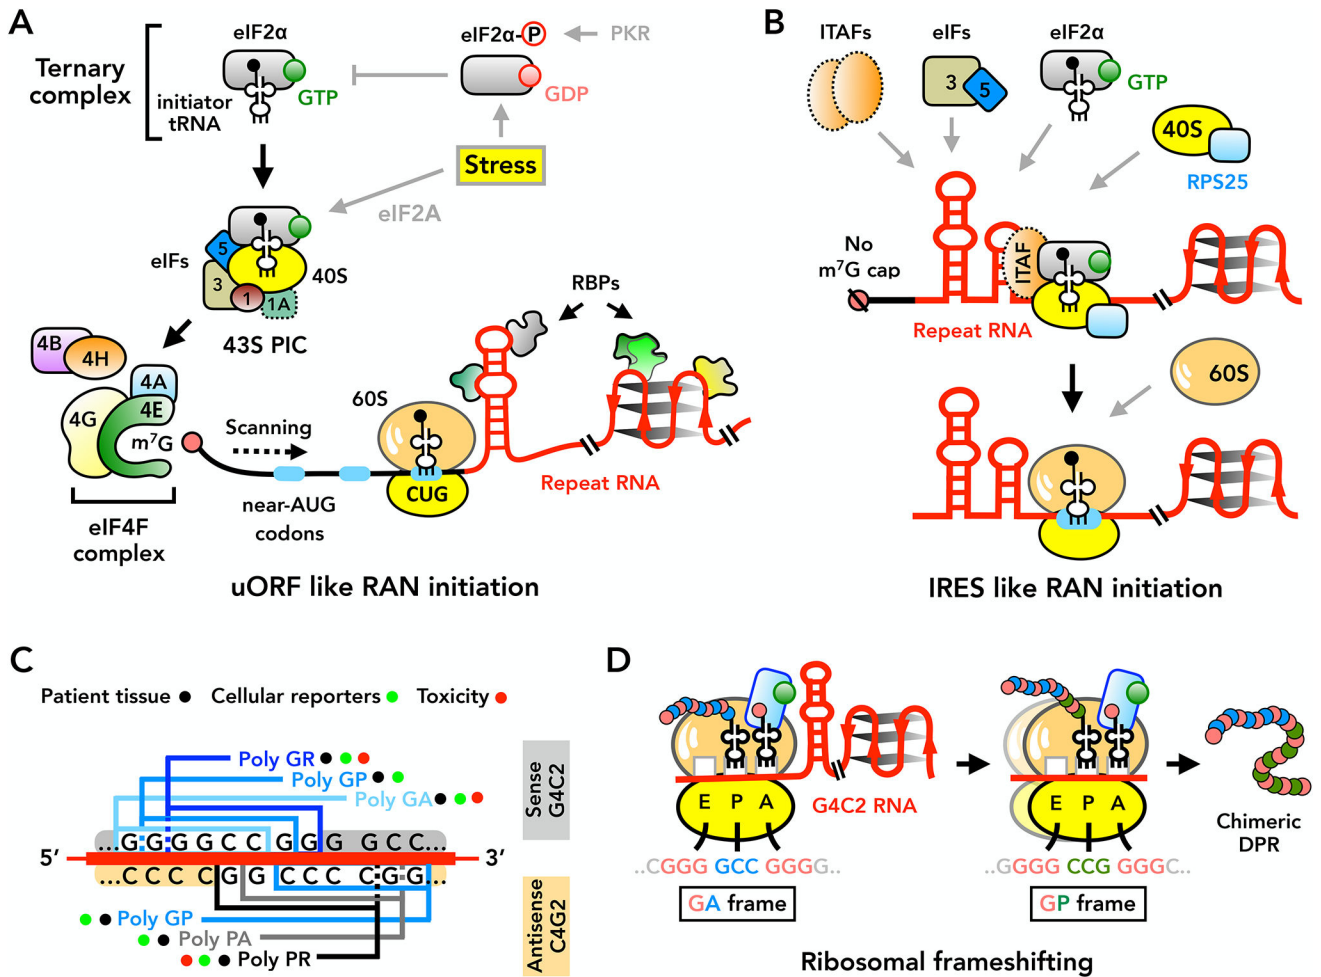 A
Ternary
complex
initiator
tRNA
eIF2α
GTP
eIF2α-P
PKR
GDP
Stress
eIF2A
eIFs
5
3
1
1A
40S
43S PIC
4B
4H
4A
4G
4E
m7G
eIF4F
complex
Scanning
near-AUG
codons
60S
CUG
RBPs
Repeat RNA
uORF like RAN initiation
B
ITAFs
eIFs
3
5
eIF2α
GTP
40S
RPS25
No
m7G cap
ITAF
Repeat RNA
60S
IRES like RAN initiation
C
Patient tissue
Cellular reporters
Toxicity
Poly GR
Poly GP
Poly GA
Sense
G4C2
5′
...G G G G C C G G G G C C...
3′
...C C C C G G C C C C G G...
Antisense
C4G2
Poly GP
Poly PA
Poly PR
D
E P A
G4C2 RNA
..CGGG GCC GGGG..
GA frame
E P A
..GGGG CCG GGGC..
GP frame
Chimeric
DPR
Ribosomal frameshifting